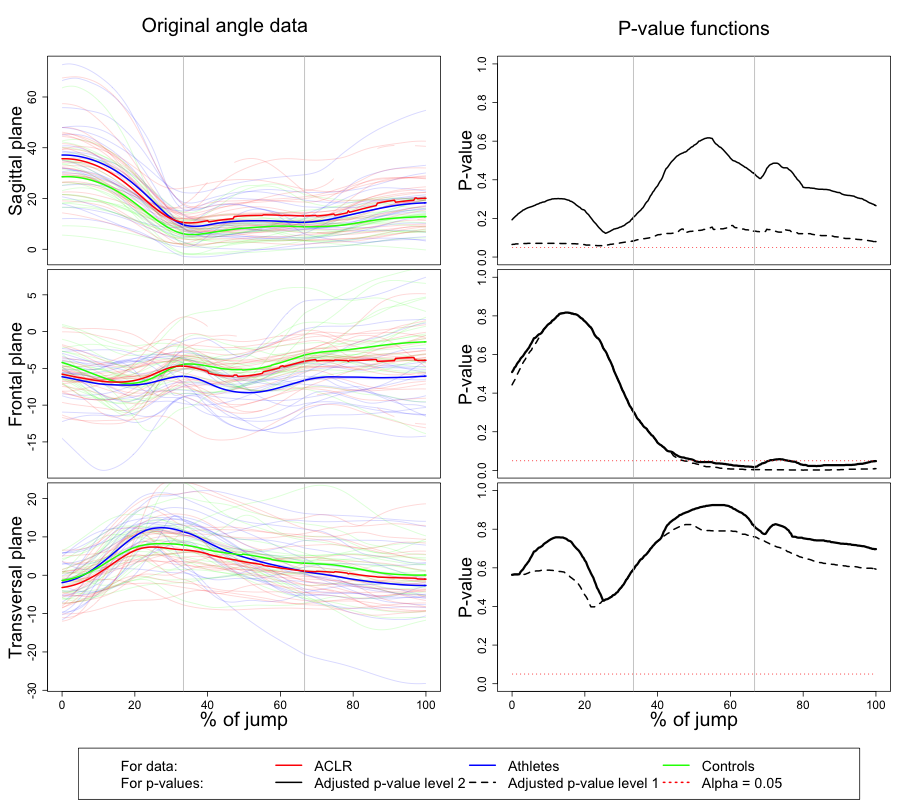 Original angle data
P-value functions
Sagittal plane
60
40
20
0
P-value
1.0
0.8
0.6
0.4
0.2
0.0
Frontal plane
5
0
-5
-10
-15
P-value
1.0
0.8
0.6
0.4
0.2
0.0
Transversal plane
20
10
0
-10
-20
-30
P-value
1.0
0.8
0.6
0.4
0.2
0.0
0 20 40 60 80 100
0 20 40 60 80 100
% of jump
% of jump
For data: ACLR Athletes Controls
For p-values: Adjusted p-value level 2 Adjusted p-value level 1 Alpha = 0.05